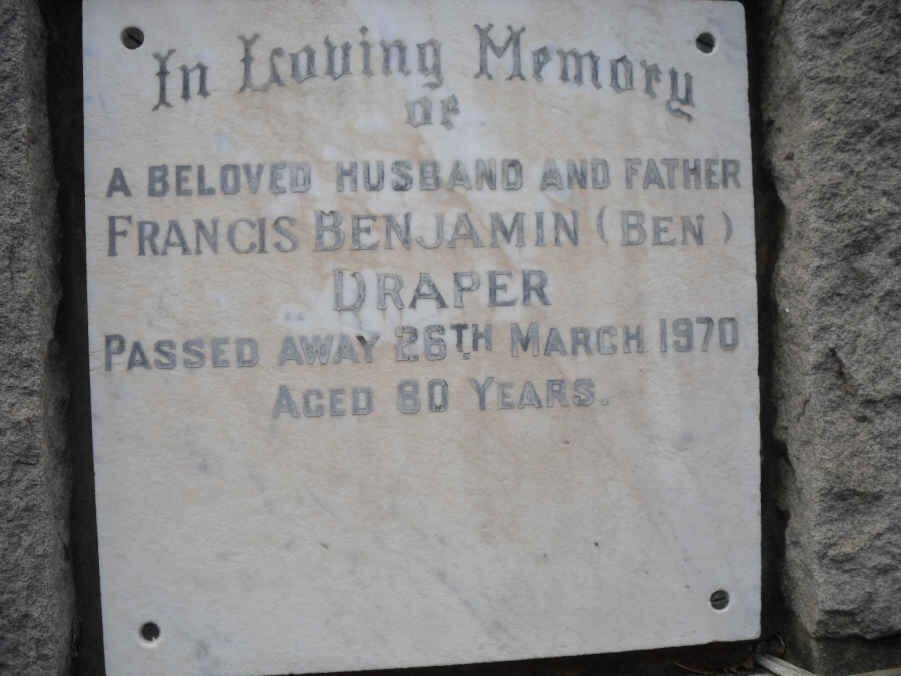 In Loving Memory
of
A BELOVED HUSBAND AND FATHER
FRANCIS BENJAMIN (BEN)
DRAPER
PASSED AWAY 26TH MARCH 1970
AGED 80 YEARS.